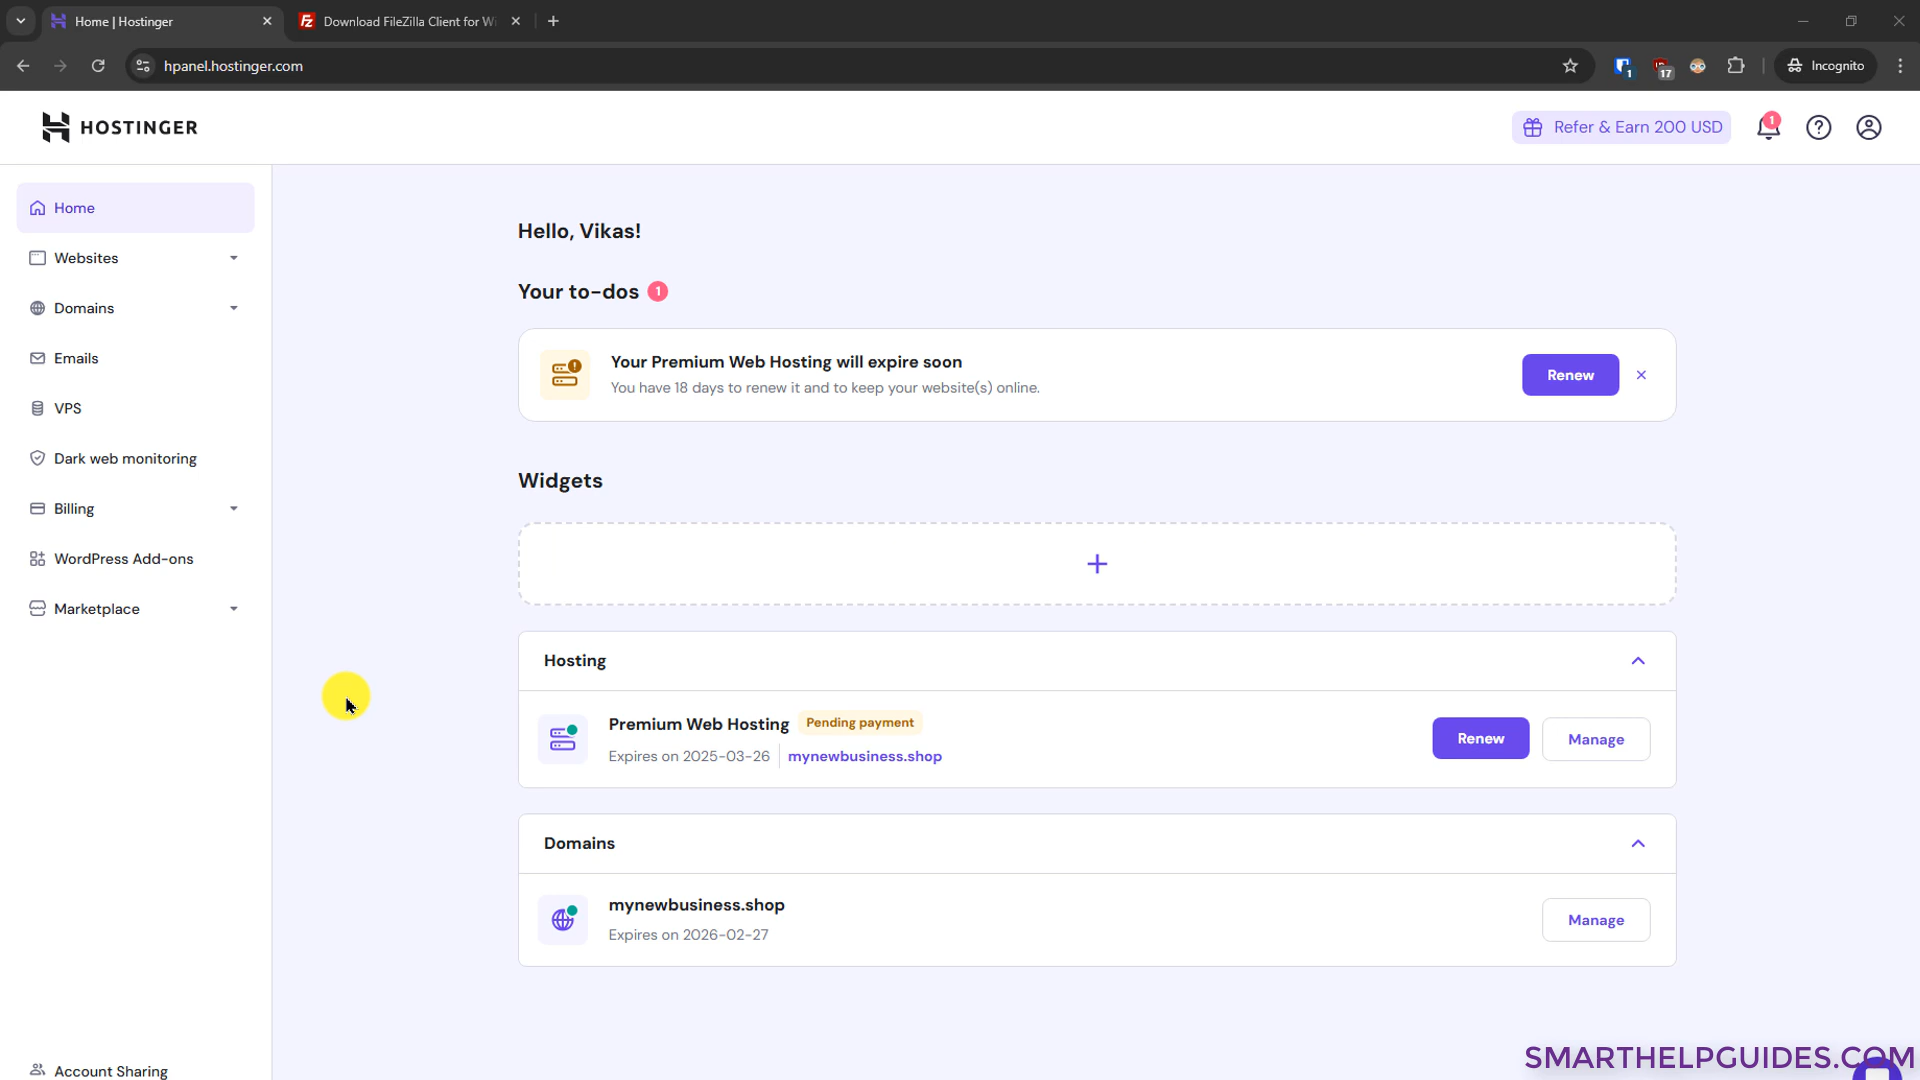 Home | Hostinger
Download FileZilla Client for Wi
hpanel.hostinger.com
1
17
Incognito
HOSTINGER
Refer & Earn 200 USD
1
Home
Websites
Domains
Emails
VPS
Dark web monitoring
Billing
WordPress Add-ons
Marketplace
Account Sharing
Hello, Vikas!
Your to-dos 1
Your Premium Web Hosting will expire soon
You have 18 days to renew it and to keep your website(s) online.
Renew
Widgets
Hosting
Premium Web Hosting Pending payment
Expires on 2025-03-26 mynewbusiness.shop
Renew
Manage
Domains
mynewbusiness.shop
Expires on 2026-02-27
Manage
SMARTHELPGUIDES.COM